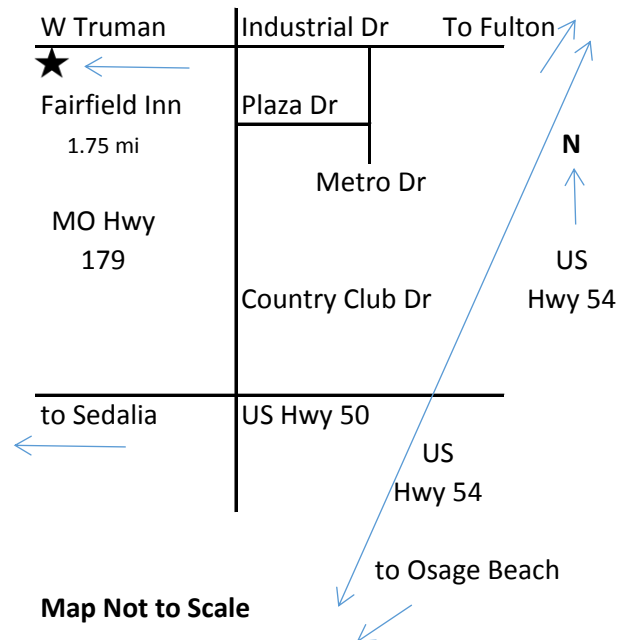 W Truman
Industrial Dr
To Fulton
Fairfield Inn
1.75 mi
Plaza Dr
N
Metro Dr
MO Hwy
179
US
Hwy 54
Country Club Dr
to Sedalia
US Hwy 50
US
Hwy 54
to Osage Beach
Map Not to Scale